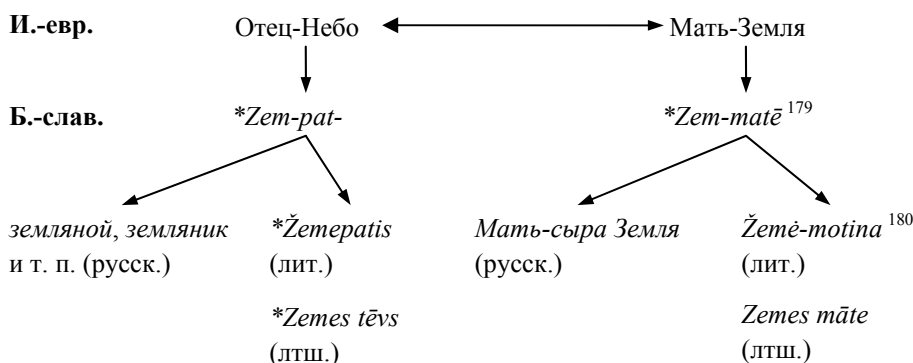 И.-евр. Отец-Небо Мать-Земля
Б.-слав. *Zem-pat- *Zem-matē 179
земляной, земляник *Žemepatis Мать-сыра Земля Žemė-motina 180
и т. п. (русск.) (лит.) (русск.) (лит.)
*Zemes tēvs Zemes māte
(лтш.) (лтш.)